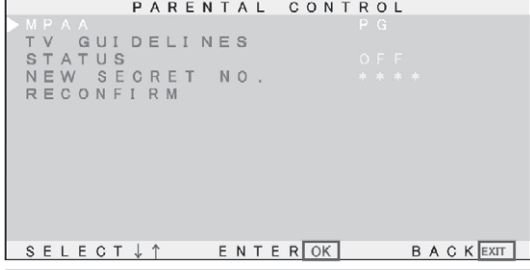 PARENTAL CONTROL
MPAA PG
TV GUIDELINES
STATUS OFF
NEW SECRET NO. ****
RECONFIRM
SELECT↓↑ ENTER OK BACK EXIT